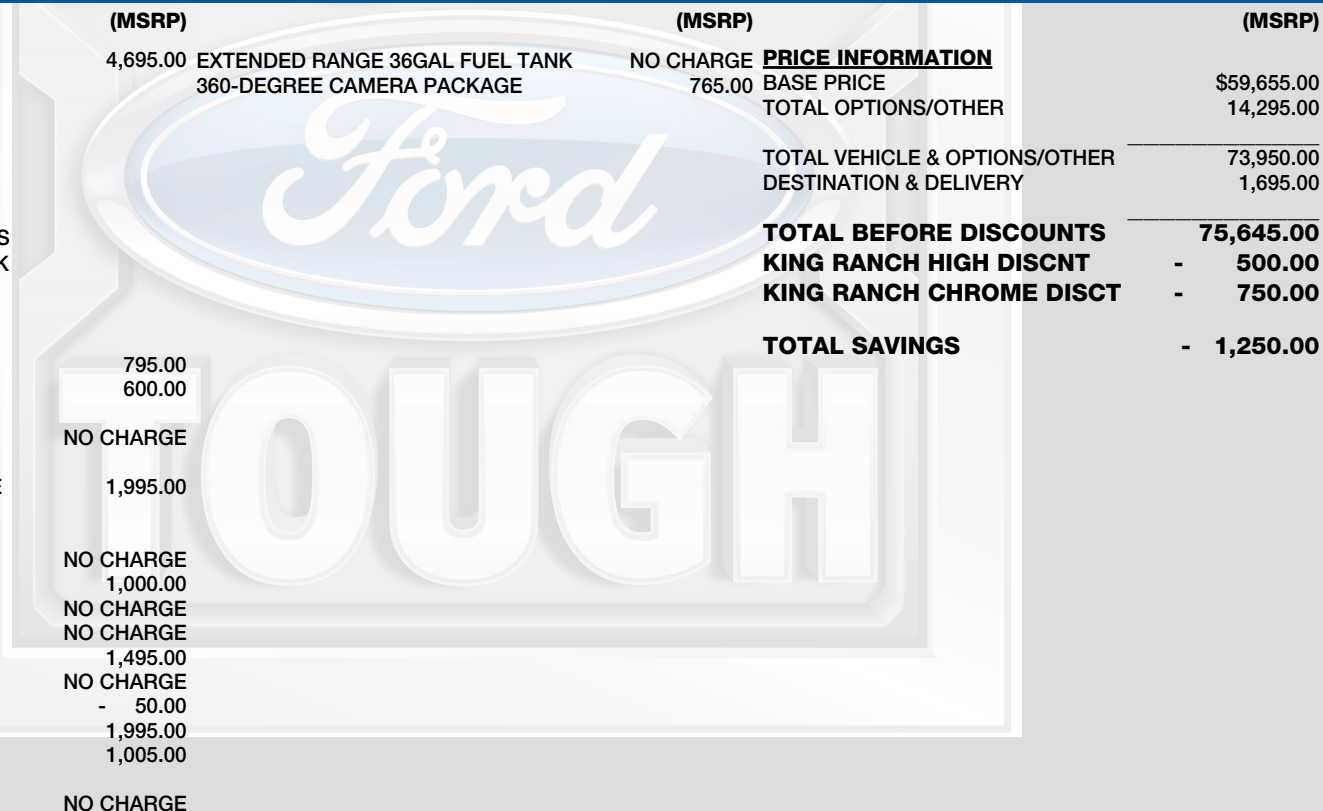 (MSRP)
4,695.00
S
K
795.00
600.00
NO CHARGE
E 1,995.00
NO CHARGE
1,000.00
NO CHARGE
NO CHARGE
1,495.00
NO CHARGE
- 50.00
1,995.00
1,005.00
NO CHARGE
(MSRP)
EXTENDED RANGE 36GAL FUEL TANK NO CHARGE
360-DEGREE CAMERA PACKAGE 765.00
(MSRP)
PRICE INFORMATION
BASE PRICE $59,655.00
TOTAL OPTIONS/OTHER 14,295.00
TOTAL VEHICLE & OPTIONS/OTHER 73,950.00
DESTINATION & DELIVERY 1,695.00
TOTAL BEFORE DISCOUNTS 75,645.00
KING RANCH HIGH DISCNT - 500.00
KING RANCH CHROME DISCT - 750.00
TOTAL SAVINGS - 1,250.00
Ford
TOUGH